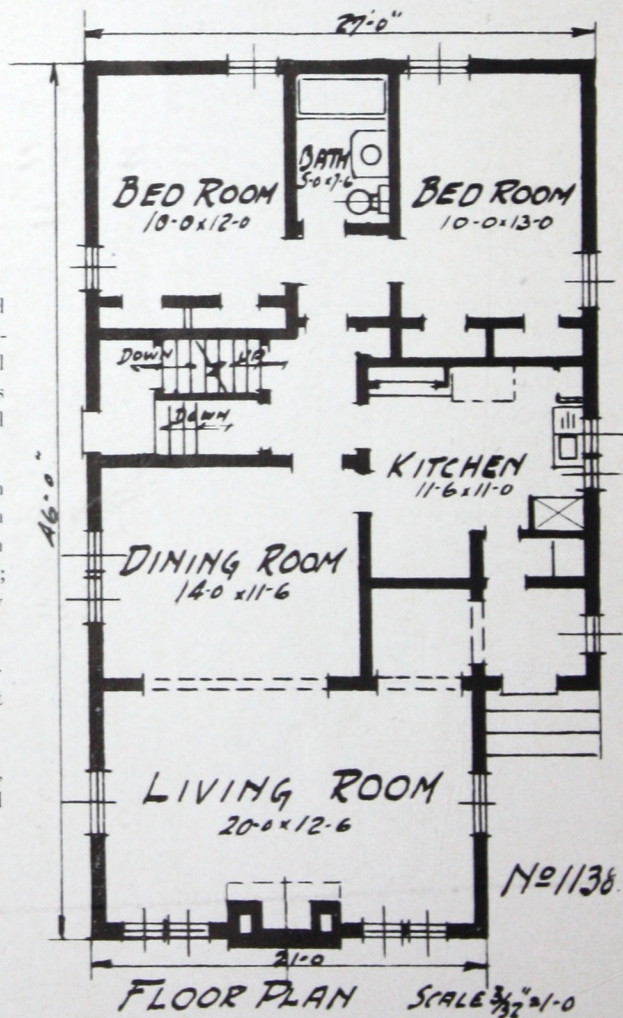 27'-0"
BATH
5-0x7-6
BED ROOM
10-0x12-0
BED ROOM
10-0x13-0
DOWN
UP
DOWN
46-0"
KITCHEN
11-6x11-0
DINING ROOM
14-0x11-6
LIVING ROOM
20-0x12-6
Nº1138
21-0
FLOOR PLAN
SCALE 3/32"=1-0